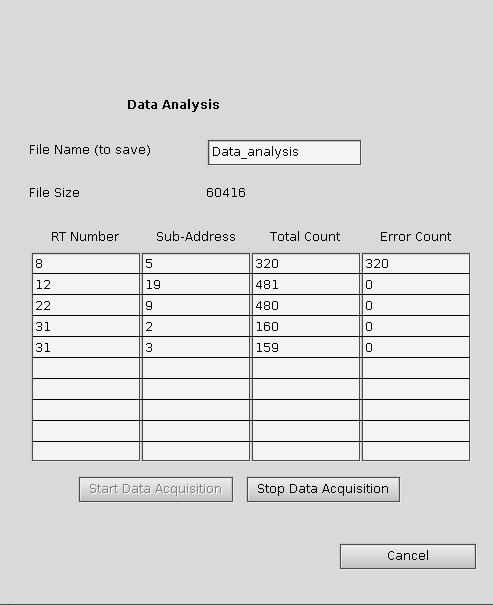 Data Analysis
File Name (to save) Data_analysis
File Size 60416
RT Number Sub-Address Total Count Error Count
8 5 320 320
12 19 481 0
22 9 480 0
31 2 160 0
31 3 159 0
Start Data Acquisition Stop Data Acquisition
Cancel